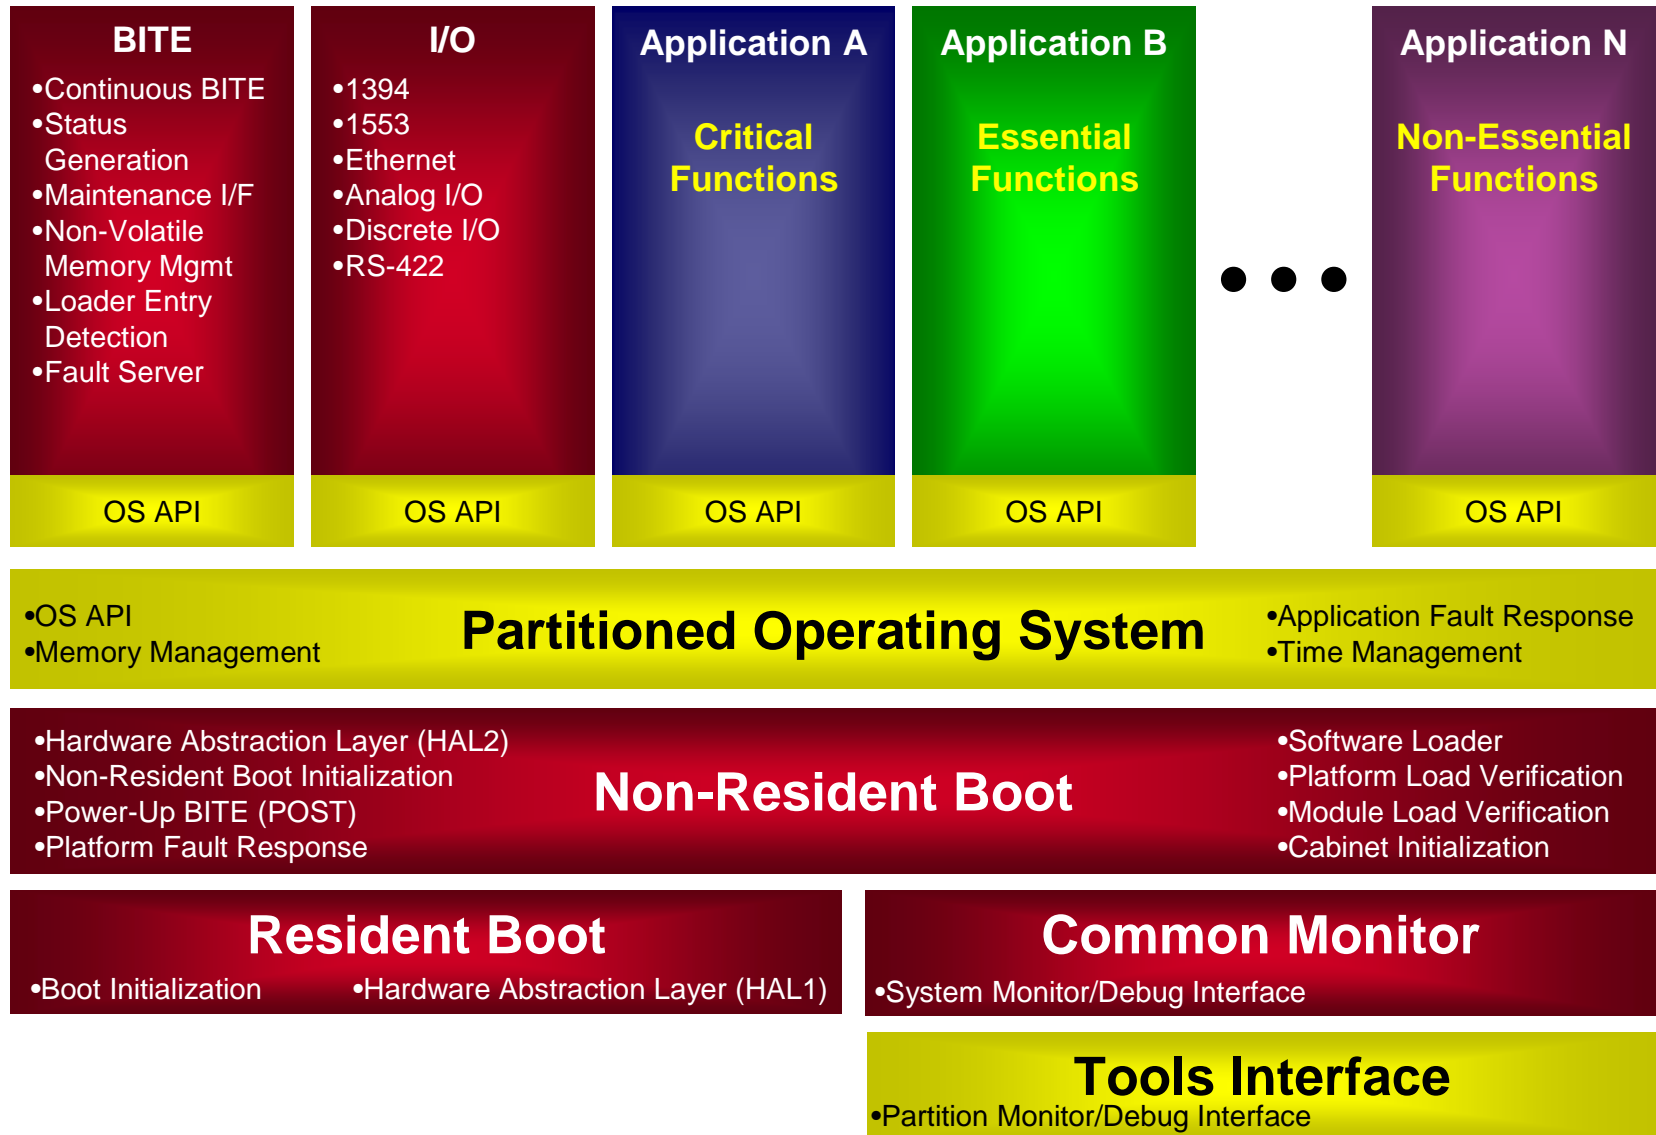 BITE
•Continuous BITE
•Status
Generation
•Maintenance I/F
•Non-Volatile
Memory Mgmt
•Loader Entry
Detection
•Fault Server
OS API
I/O
•1394
•1553
•Ethernet
•Analog I/O
•Discrete I/O
•RS-422
OS API
Application A
Critical
Functions
OS API
Application B
Essential
Functions
OS API
• • •
Application N
Non-Essential
Functions
OS API
•OS API
•Memory Management
Partitioned Operating System
•Application Fault Response
•Time Management
•Hardware Abstraction Layer (HAL2)
•Non-Resident Boot Initialization
•Power-Up BITE (POST)
•Platform Fault Response
Non-Resident Boot
•Software Loader
•Platform Load Verification
•Module Load Verification
•Cabinet Initialization
Resident Boot
•Boot Initialization
•Hardware Abstraction Layer (HAL1)
Common Monitor
•System Monitor/Debug Interface
Tools Interface
•Partition Monitor/Debug Interface